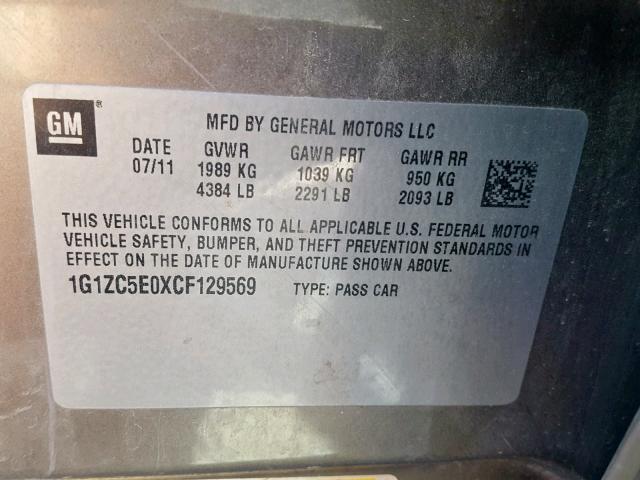 GM®
MFD BY GENERAL MOTORS LLC
DATE GVWR GAWR FRT GAWR RR
07/11 1989 KG 1039 KG 950 KG
4384 LB 2291 LB 2093 LB
THIS VEHICLE CONFORMS TO ALL APPLICABLE U.S. FEDERAL MOTOR
VEHICLE SAFETY, BUMPER, AND THEFT PREVENTION STANDARDS IN
EFFECT ON THE DATE OF MANUFACTURE SHOWN ABOVE.
1G1ZC5E0XCF129569 TYPE: PASS CAR